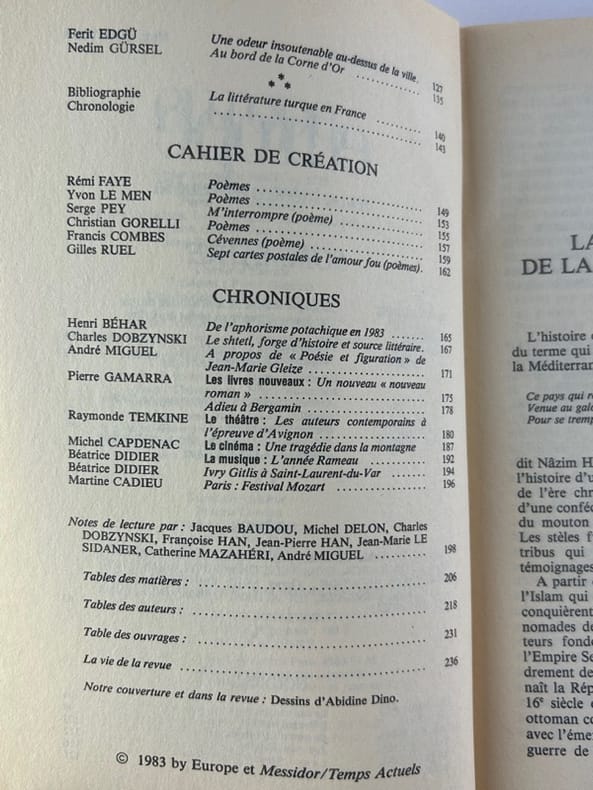 Ferit EDGÜ Une odeur insoutenable au-dessus de la ville. 127
Nedim GÜRSEL Au bord de la Corne d'Or ............ 135
* * *
Bibliographie La littérature turque en France ........ 140
Chronologie .................................... 143
CAHIER DE CRÉATION
Rémi FAYE Poèmes .............................. 149
Yvon LE MEN Poèmes .............................. 153
Serge PEY M'interrompre (poème) ................ 155
Christian GORELLI Poèmes .............................. 157
Francis COMBES Cévennes (poème) .................... 159
Gilles RUEL Sept cartes postales de l'amour fou (poèmes). 162
CHRONIQUES
Henri BÉHAR De l'aphorisme potachique en 1983 ....... 165
Charles DOBZYNSKI Le shtetl, forge d'histoire et source littéraire. 167
André MIGUEL A propos de « Poésie et figuration » de
Jean-Marie Gleize ...................... 171
Pierre GAMARRA Les livres nouveaux : Un nouveau « nouveau
roman » .............................. 175
Adieu à Bergamin ...................... 178
Raymonde TEMKINE Le théâtre : Les auteurs contemporains à
l'épreuve d'Avignon .................... 180
Michel CAPDENAC Le cinéma : Une tragédie dans la montagne 187
Béatrice DIDIER La musique : L'année Rameau .......... 192
Béatrice DIDIER Ivry Gitlis à Saint-Laurent-du-Var ........ 194
Martine CADIEU Paris : Festival Mozart .................. 196
Notes de lecture par : Jacques BAUDOU, Michel DELON, Charles
DOBZYNSKI, Françoise HAN, Jean-Pierre HAN, Jean-Marie LE
SIDANER, Catherine MAZAHÉRI, André MIGUEL .......... 198
Tables des matières : .................................... 206
Tables des auteurs : .................................... 218
Table des ouvrages : .................................... 231
La vie de la revue .................................... 236
Notre couverture et dans la revue : Dessins d'Abidine Dino.
© 1983 by Europe et Messidor/Temps Actuels
LA
DE LA
L'histoire
du terme qui
la Méditerran
Ce pays qui r
Venue au galo
Pour se tremp
dit Nâzim H
l'histoire d'u
de l'ère chr
d'une conféd
du mouton
Les stèles f
tribus qui
témoignages
A partir
l'Islam qui
conquièrent
nomades de
teurs fonde
l'Empire Se
drement de
naît la Rép
16e siècle
ottoman co
avec l'éme
guerre de